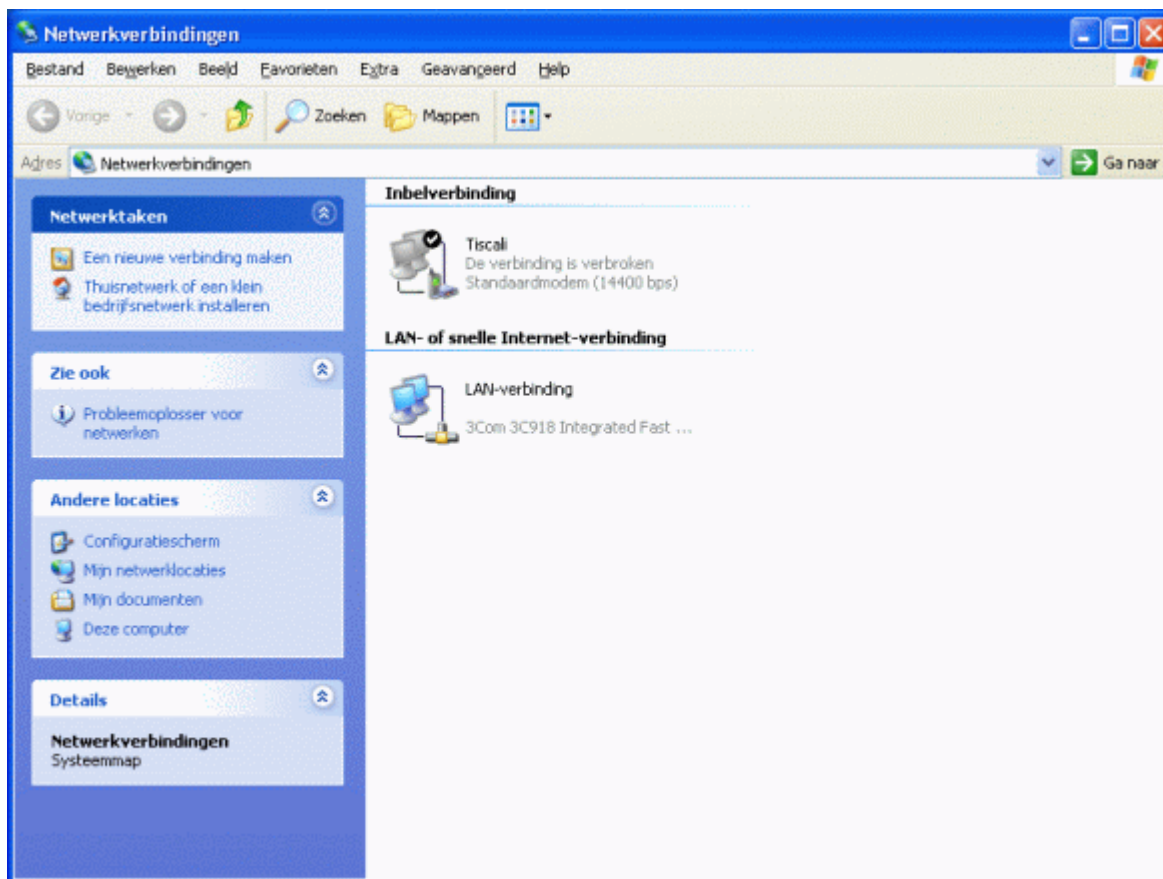 Netwerkverbindingen
Bestand Bewerken Beeld Favorieten Extra Geavanceerd Help
Vorige Zoeken Mappen
Adres Netwerkverbindingen Ga naar
Netwerktaken
Een nieuwe verbinding maken
Thuisnetwerk of een klein
bedrijfsnetwerk installeren
Zie ook
Probleemoplosser voor
netwerken
Andere locaties
Configuratiescherm
Mijn netwerklocaties
Mijn documenten
Deze computer
Details
Netwerkverbindingen
Systeemmap
Inbelverbinding
Tiscali
De verbinding is verbroken
Standaardmodem (14400 bps)
LAN- of snelle Internet-verbinding
LAN-verbinding
3Com 3C918 Integrated Fast ...